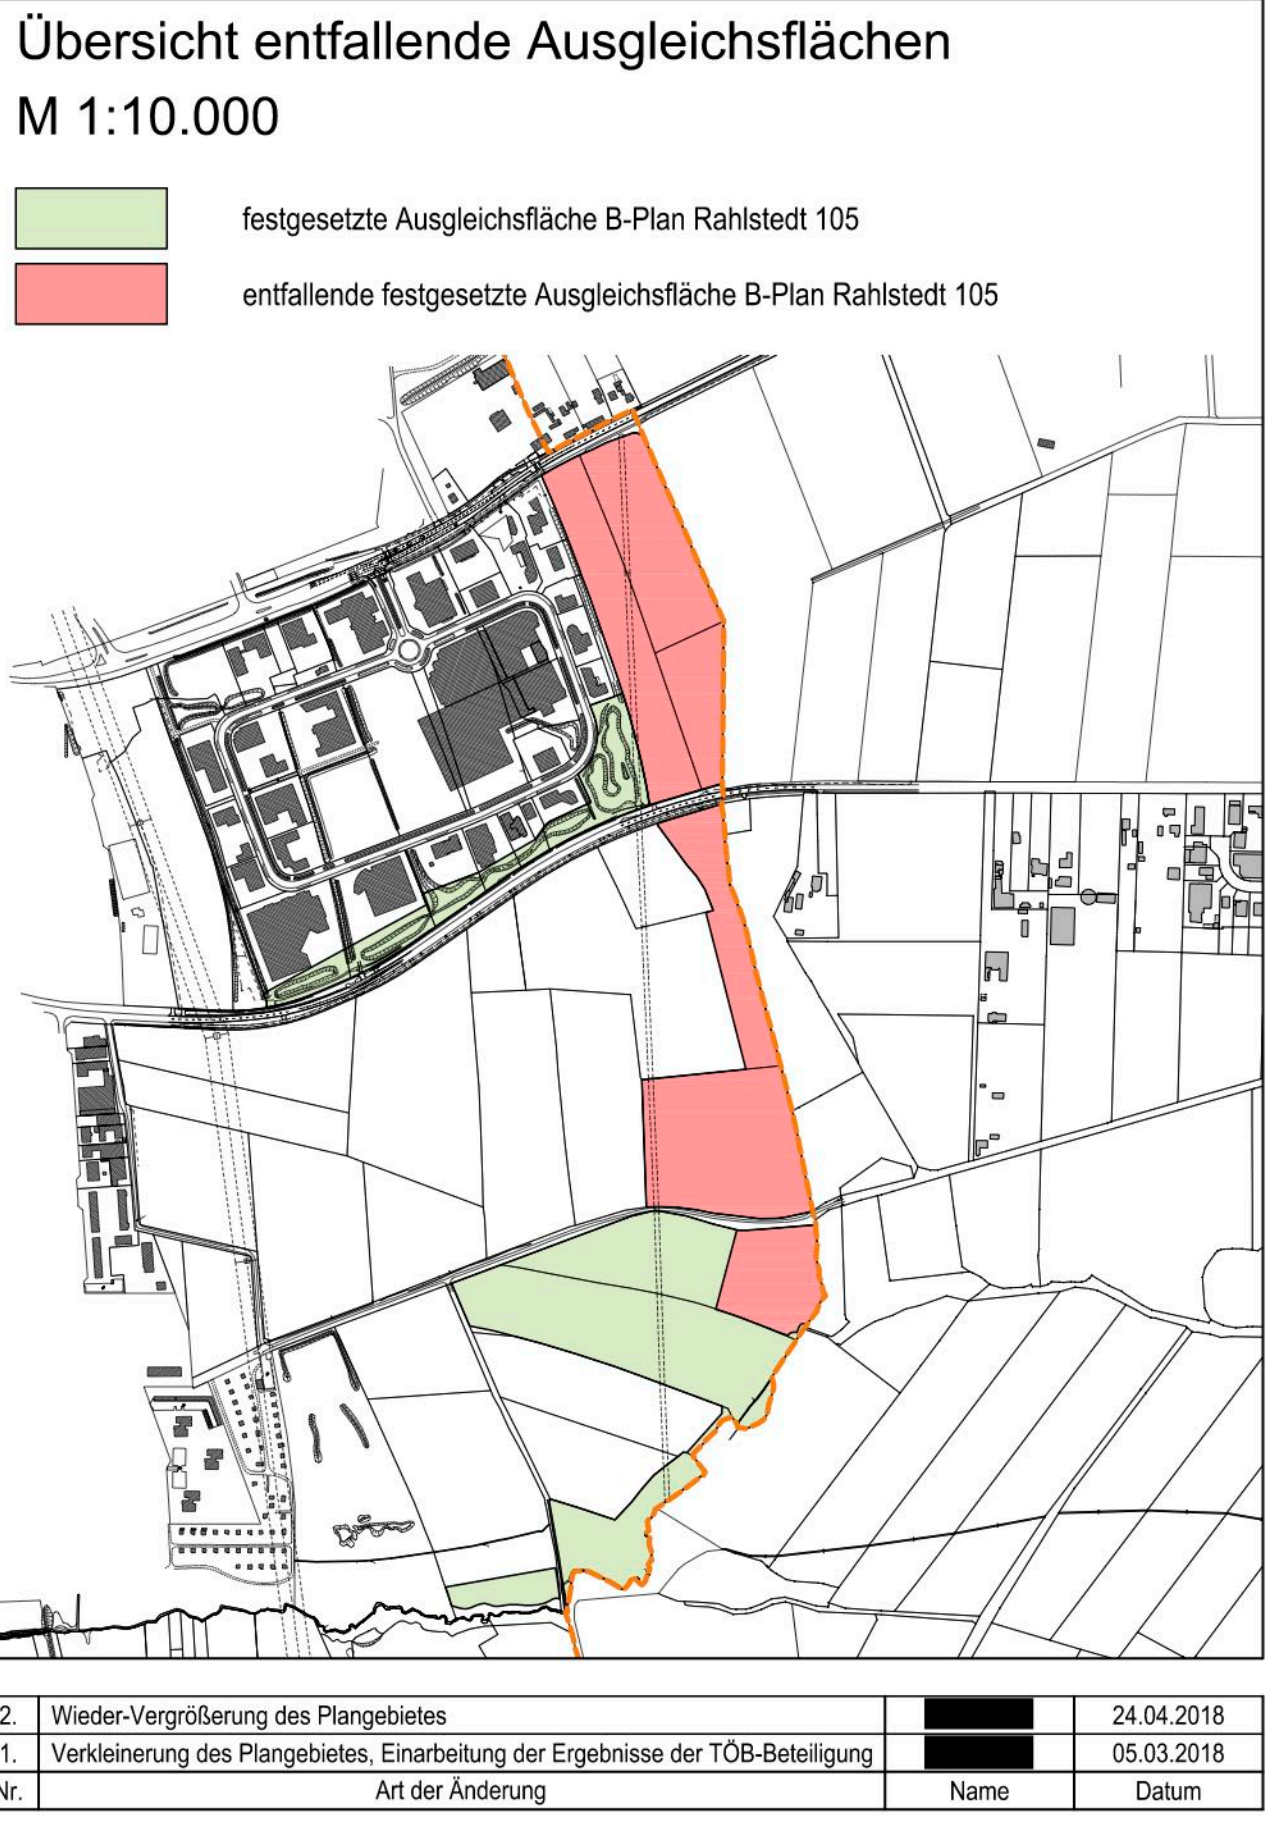 Übersicht entfallende Ausgleichsflächen
M 1:10.000
festgesetzte Ausgleichsfläche B-Plan Rahlstedt 105
entfallende festgesetzte Ausgleichsfläche B-Plan Rahlstedt 105
2. Wieder-Vergrößerung des Plangebietes 24.04.2018
1. Verkleinerung des Plangebietes, Einarbeitung der Ergebnisse der TÖB-Beteiligung 05.03.2018
Nr. Art der Änderung Name Datum